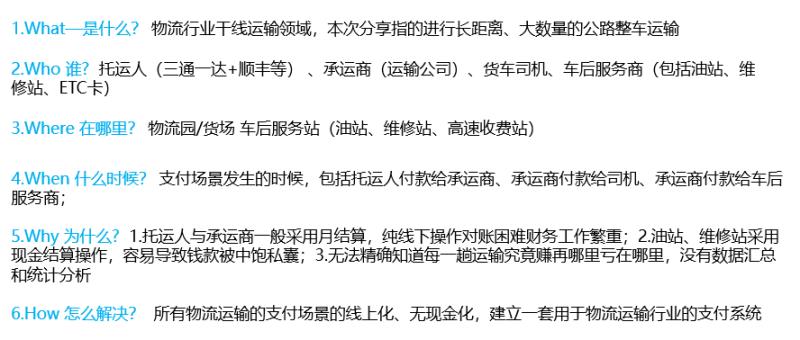 1.What—是什么？ 物流行业干线运输领域，本次分享指的进行长距离、大数量的公路整车运输
2.Who 谁？托运人（三通一达+顺丰等）、承运商（运输公司）、货车司机、车后服务商（包括油站、维
修站、ETC卡）
3.Where 在哪里？ 物流园/货场 车后服务站（油站、维修站、高速收费站）
4.When 什么时候？ 支付场景发生的时候，包括托运人付款给承运商、承运商付款给司机、承运商付款给车后
服务商；
5.Why 为什么？1.托运人与承运商一般采用月结算，纯线下操作对账困难财务工作繁重；2.油站、维修站采用
现金结算操作，容易导致钱款被中饱私囊；3.无法精确知道每一趟运输究竟赚再哪里亏在哪里，没有数据汇总
和统计分析
6.How 怎么解决？ 所有物流运输的支付场景的线上化、无现金化，建立一套用于物流运输行业的支付系统